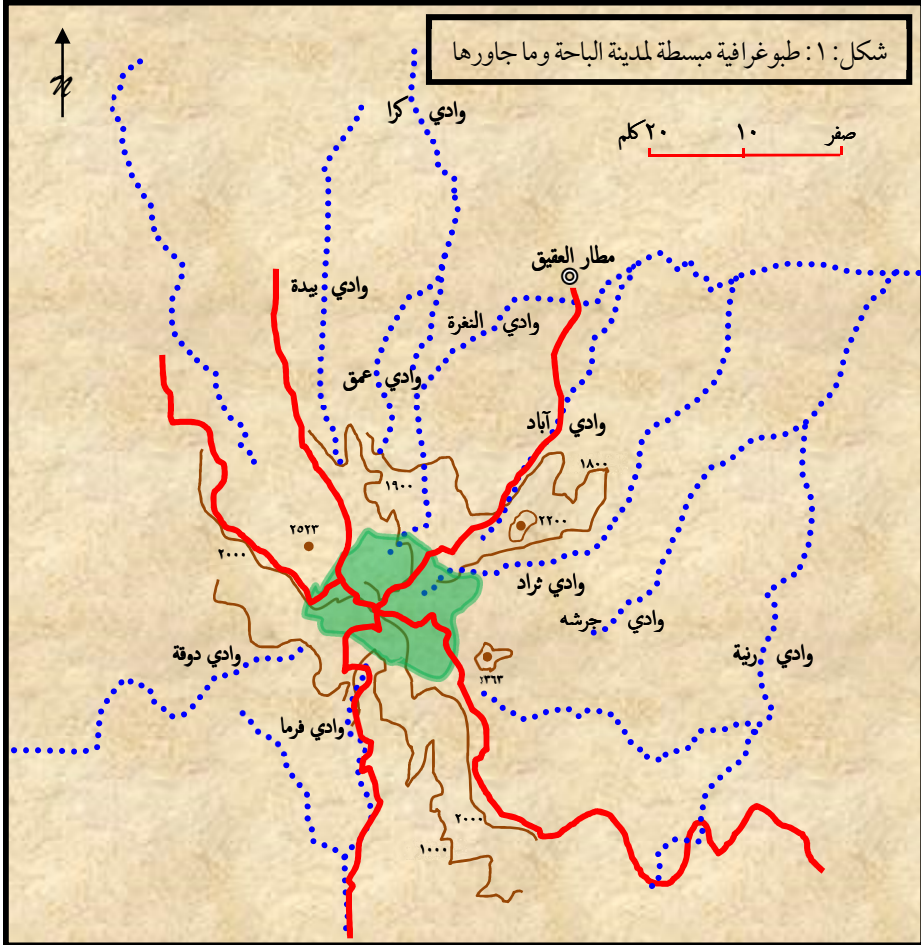 شكل: ١: طبوغرافية مبسطة لمدينة الباحة وما جاورها
n
وادي كرا
صفر ١٠ ٢٠كلم
مطار العقيق
وادي بيدة
وادي النغرة
وادي عمق
وادي آباد
١٨٠٠
١٩٠٠
٢٢٠٠
٢٥٢٣
٢٠٠٠
وادي ثراد
وادي جرشه
وادي رنية
وادي دوقة
٢٣٦٣
وادي فرما
٢٠٠٠
١٠٠٠